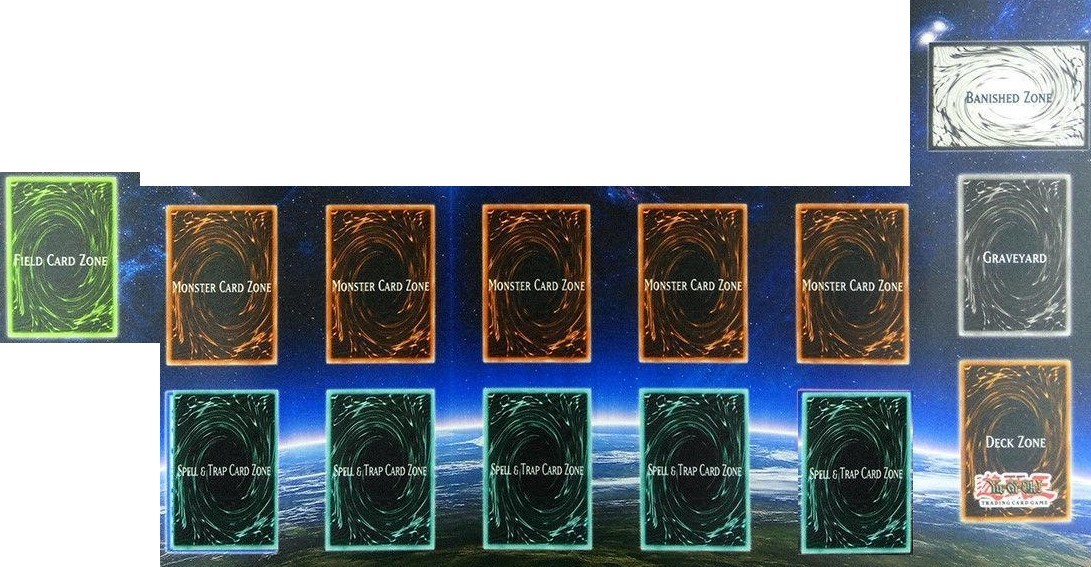 BANISHED ZONE
FIELD CARD ZONE
MONSTER CARD ZONE
MONSTER CARD ZONE
MONSTER CARD ZONE
MONSTER CARD ZONE
MONSTER CARD ZONE
GRAVEYARD
SPELL & TRAP CARD ZONE
SPELL & TRAP CARD ZONE
SPELL & TRAP CARD ZONE
SPELL & TRAP CARD ZONE
SPELL & TRAP CARD ZONE
DECK ZONE
Yu-Gi-Oh!
TRADING CARD GAME